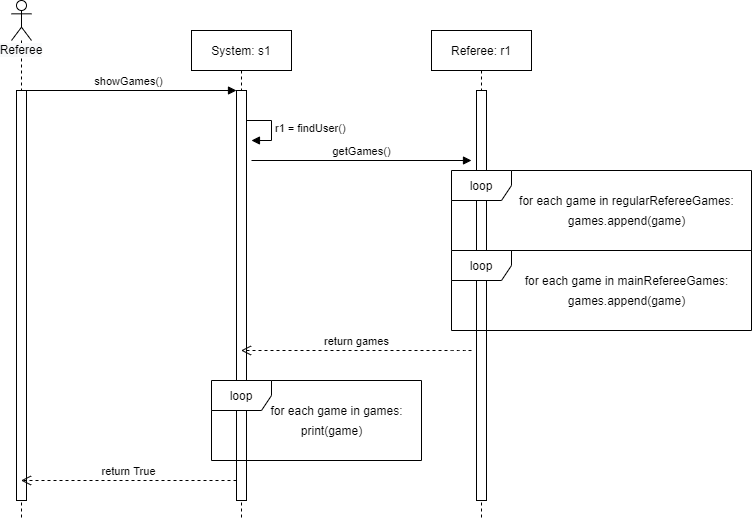 Referee
System: s1
Referee: r1
showGames()
r1 = findUser()
getGames()
loop
for each game in regularRefereeGames:
games.append(game)
loop
for each game in mainRefereeGames:
games.append(game)
return games
loop
for each game in games:
print(game)
return True